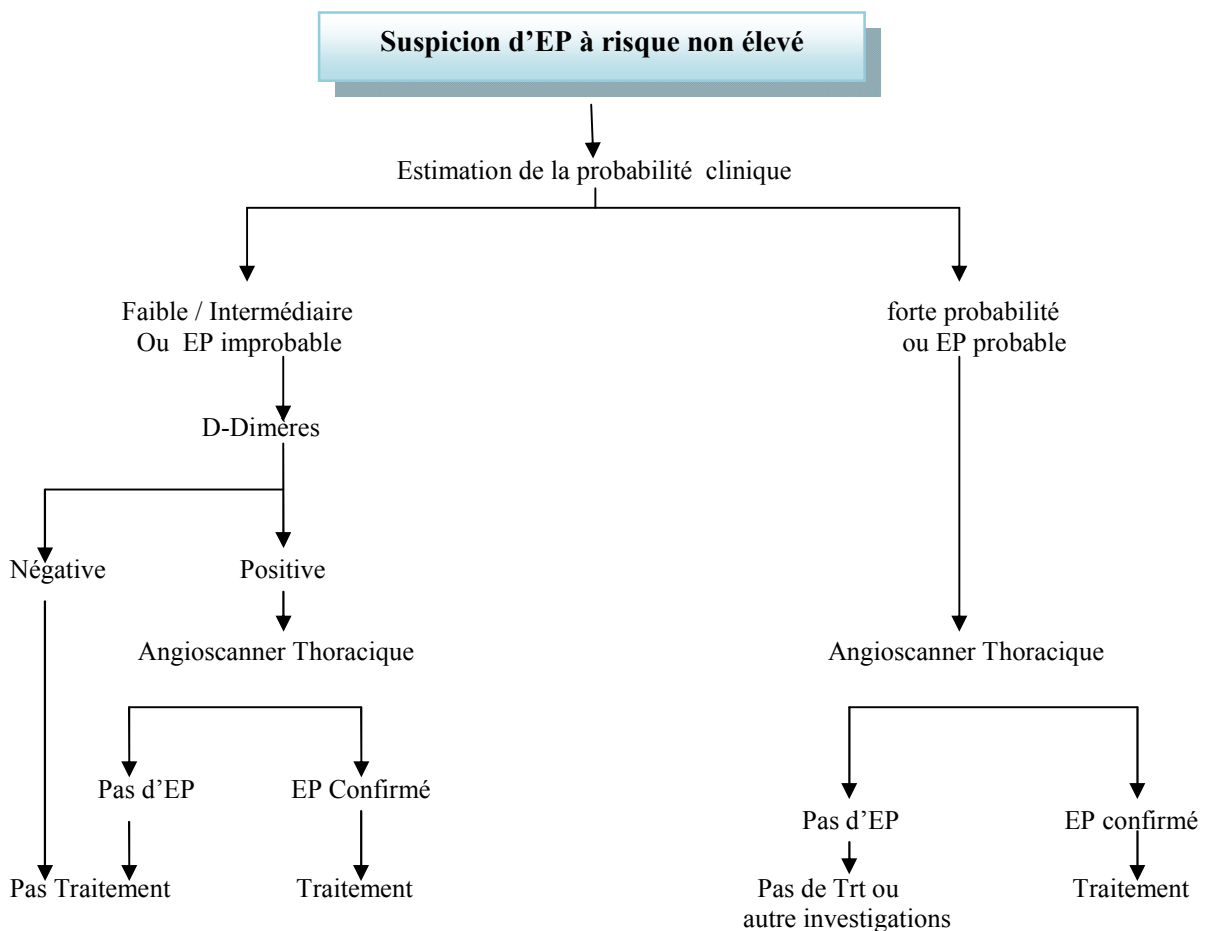 Suspicion d’EP à risque non élevé
Estimation de la probabilité clinique
Faible / Intermédiaire
Ou EP improbable
forte probabilité
ou EP probable
D-Dimères
Négative
Positive
Angioscanner Thoracique
Angioscanner Thoracique
Pas d’EP
EP Confirmé
Pas d’EP
EP confirmé
Pas Traitement
Traitement
Pas de Trt ou
autre investigations
Traitement